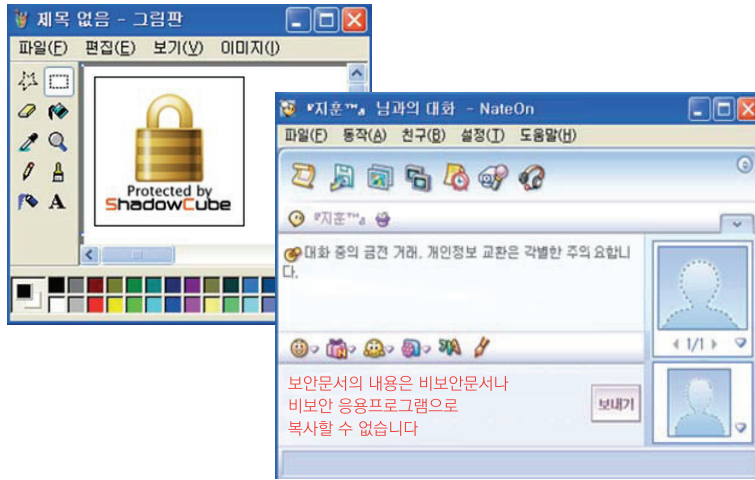 제목 없음 - 그림판
파일(F) 편집(E) 보기(V) 이미지(I)
Protected by
ShadowCube
『지훈™a 님과의 대화 - NateOn
파일(F) 동작(A) 친구(B) 설정(T) 도움말(H)
『지훈™a
대화 중의 금전 거래, 개인정보 교환은 각별한 주의 요합니
다.
1/1
보안문서의 내용은 비보안문서나
비보안 응용프로그램으로
복사할 수 없습니다
보내기